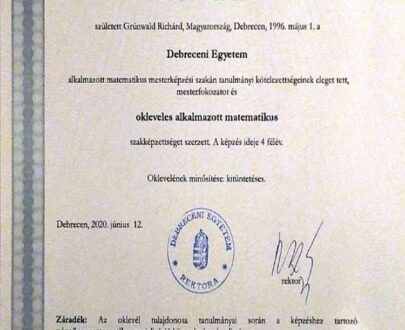 született Grünwald Richárd, Magyarország, Debrecen, 1996. május 1. a
Debreceni Egyetem
alkalmazott matematikus mesterképzési szakán tanulmányi kötelezettségeinek eleget tett,
mesterfokozatot és
okleveles alkalmazott matematikus
szakképzettséget szerzett. A képzés ideje 4 félév.
Oklevelének minősítése: kitüntetéses.
Debrecen, 2020. június 12.
DEBRECENI EGYETEM
REKTORA
rektor
Záradék: Az oklevél tulajdonosa tanulmányai során a képzéshez tartozó